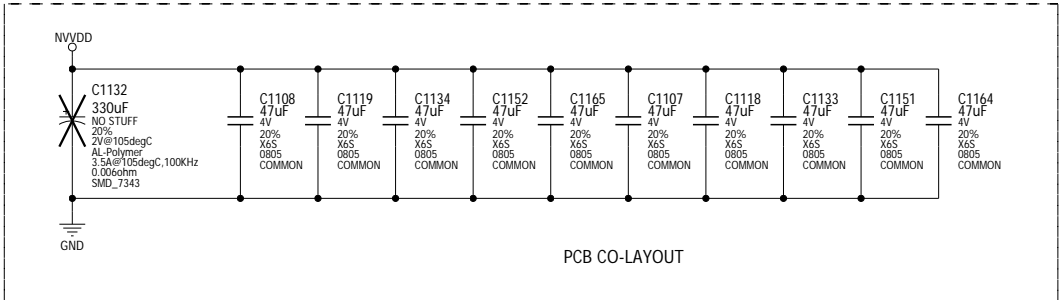 NVVDD
C1132
330uF
NO STUFF
20%
2V@105degC
AL-Polymer
3.5A@105degC,100KHz
0.006ohm
SMD_7343
GND
C1108
47uF
4V
20%
X6S
0805
COMMON
C1119
47uF
4V
20%
X6S
0805
COMMON
C1134
47uF
4V
20%
X6S
0805
COMMON
C1152
47uF
4V
20%
X6S
0805
COMMON
C1165
47uF
4V
20%
X6S
0805
COMMON
C1107
47uF
4V
20%
X6S
0805
COMMON
C1118
47uF
4V
20%
X6S
0805
COMMON
C1133
47uF
4V
20%
X6S
0805
COMMON
C1151
47uF
4V
20%
X6S
0805
COMMON
C1164
47uF
4V
20%
X6S
0805
COMMON
PCB CO-LAYOUT